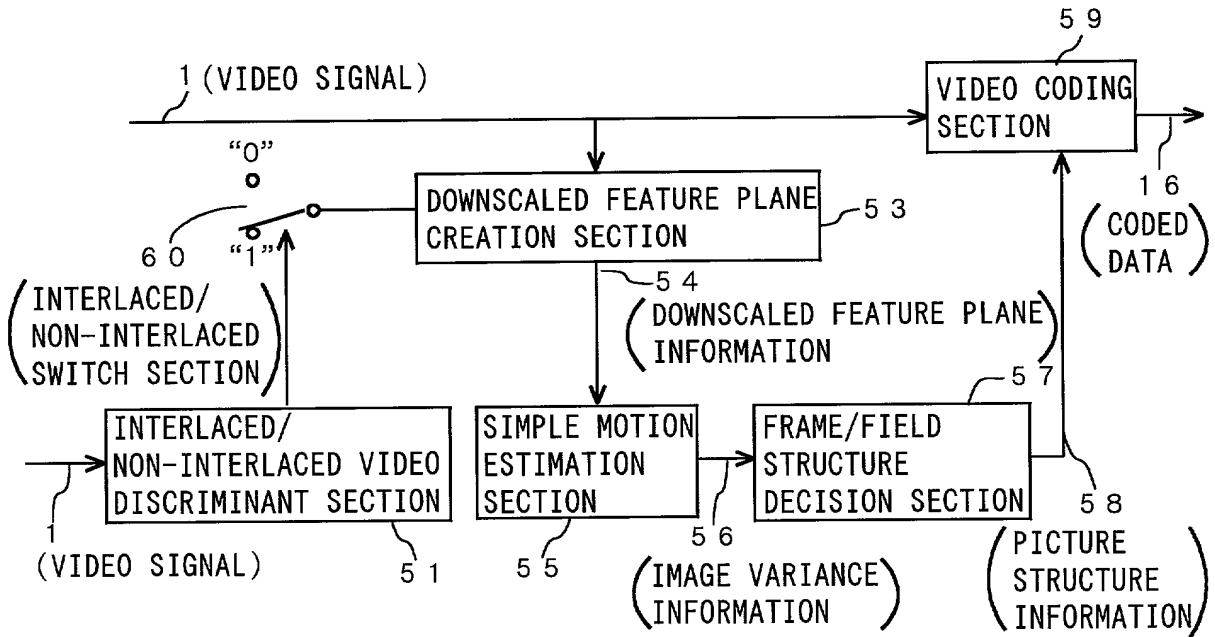 59
1 (VIDEO SIGNAL)
VIDEO CODING
SECTION
"0"
16
(CODED
DATA)
DOWNSCALED FEATURE PLANE
CREATION SECTION
53
60
"1"
(INTERLACED/
NON-INTERLACED
SWITCH SECTION)
54
(DOWNSCALED FEATURE PLANE
INFORMATION)
57
INTERLACED/
NON-INTERLACED VIDEO
DISCRIMINANT SECTION
SIMPLE MOTION
ESTIMATION
SECTION
FRAME/FIELD
STRUCTURE
DECISION SECTION
1
(VIDEO SIGNAL)
51
55
56
(IMAGE VARIANCE
INFORMATION)
58
(PICTURE
STRUCTURE
INFORMATION)